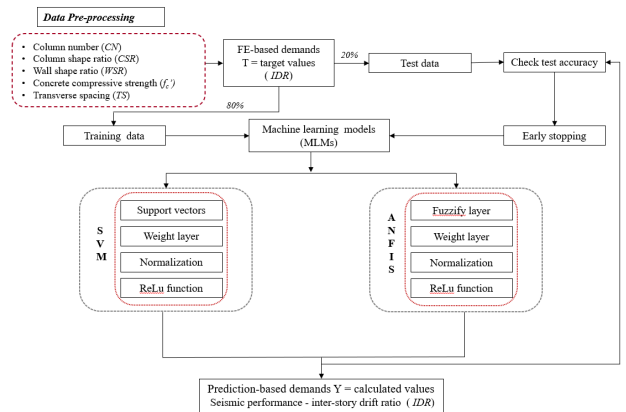 Data Pre-processing
• Column number (CN)
• Column shape ratio (CSR)
• Wall shape ratio (WSR)
• Concrete compressive strength (fc')
• Transverse spacing (TS)
FE-based demands
T = target values
( IDR)
20%
Test data
Check test accuracy
80%
Training data
Machine learning models
(MLMs)
Early stopping
SVM
Support vectors
Weight layer
Normalization
ReLu function
ANFIS
Fuzzify layer
Weight layer
Normalization
ReLu function
Prediction-based demands Y = calculated values
Seismic performance - inter-story drift ratio ( IDR)